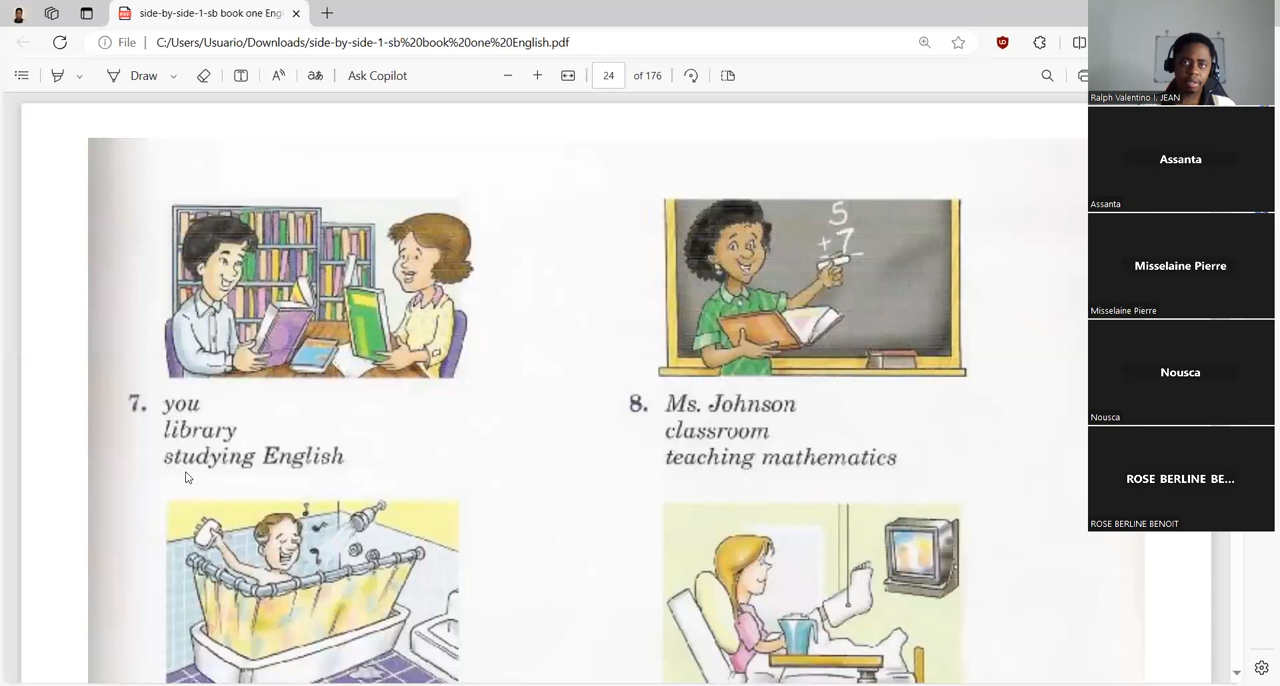 side-by-side-1-sb book one Engl
File
C:/Users/Usuario/Downloads/side-by-side-1-sb%20book%20one%20English.pdf
Draw
Ask Copilot
24
of 176
5
+7
7. you
library
studying English
8. Ms. Johnson
classroom
teaching mathematics
Ralph Valentino I. JEAN
Assanta
Assanta
Misselaine Pierre
Misselaine Pierre
Nousca
Nousca
ROSE BERLINE BE...
ROSE BERLINE BENOIT